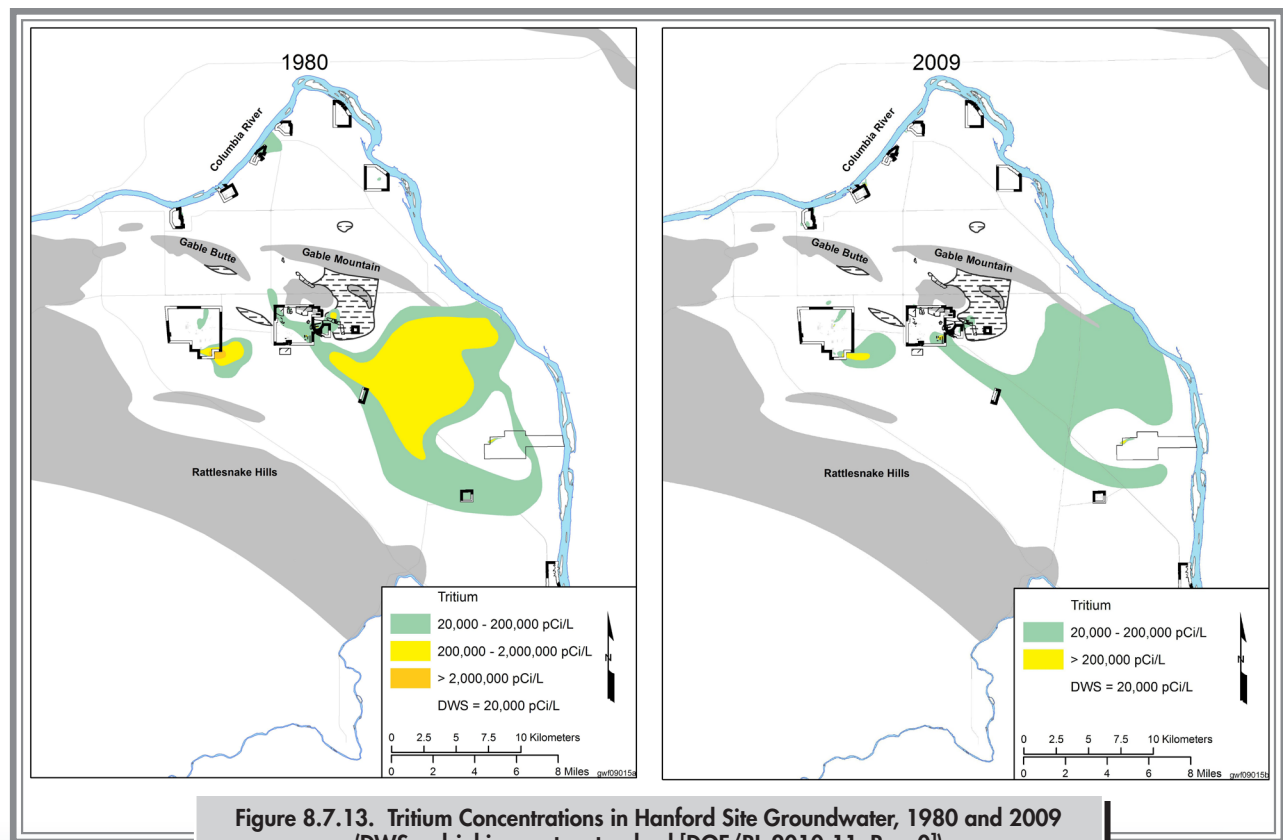 1980
Columbia River
Gable Butte
Gable Mountain
Rattlesnake Hills
Tritium
20,000 - 200,000 pCi/L
200,000 - 2,000,000 pCi/L
> 2,000,000 pCi/L
DWS = 20,000 pCi/L
N
0 2.5 5 7.5 10 Kilometers
0 2 4 6 8 Miles
gwf09015a
2009
Columbia River
Gable Butte
Gable Mountain
Rattlesnake Hills
Tritium
20,000 - 200,000 pCi/L
> 200,000 pCi/L
DWS = 20,000 pCi/L
N
0 2.5 5 7.5 10 Kilometers
0 2 4 6 8 Miles
gwf09015b
Figure 8.7.13. Tritium Concentrations in Hanford Site Groundwater, 1980 and 2009